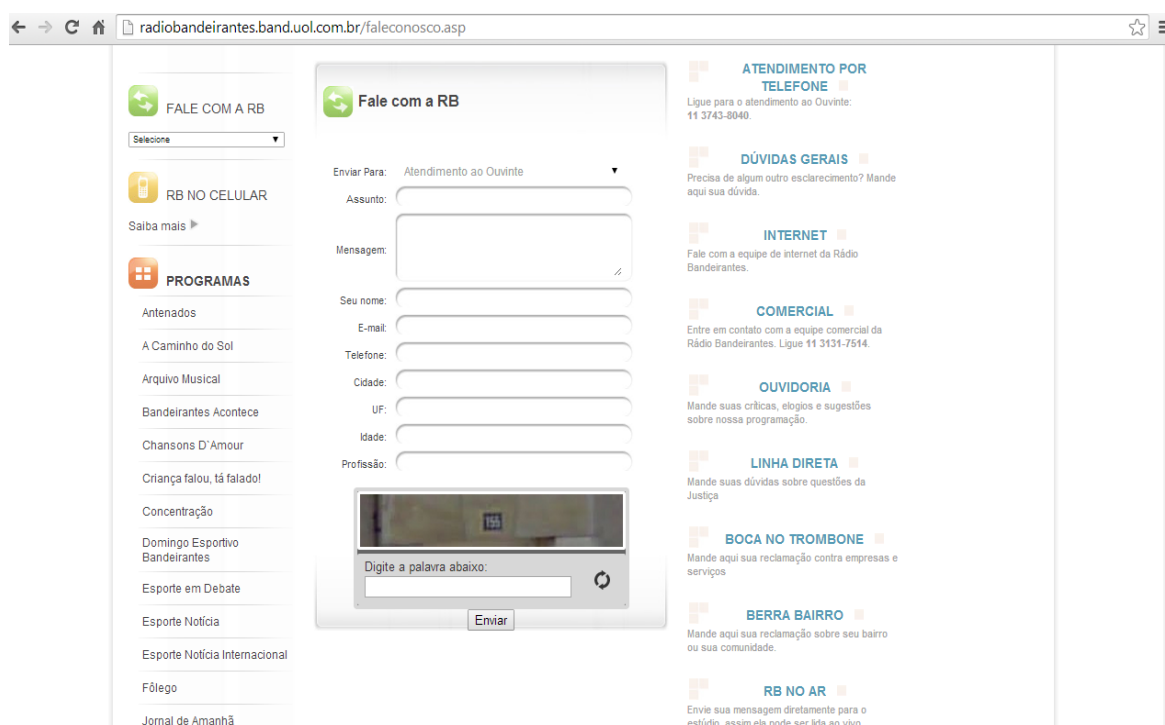 radiobandeirantes.band.uol.com.br/faleconosco.asp
FALE COM A RB
Selecione
RB NO CELULAR
Saiba mais
PROGRAMAS
Antenados
A Caminho do Sol
Arquivo Musical
Bandeirantes Acontece
Chansons D`Amour
Criança falou, tá falado!
Concentração
Domingo Esportivo
Bandeirantes
Esporte em Debate
Esporte Notícia
Esporte Notícia Internacional
Fôlego
Jornal de Amanhã
Fale com a RB
Enviar Para: Atendimento ao Ouvinte
Assunto:
Mensagem:
Seu nome:
E-mail:
Telefone:
Cidade:
UF:
Idade:
Profissão:
155
Digite a palavra abaixo:
Enviar
ATENDIMENTO POR
TELEFONE
Ligue para o atendimento ao Ouvinte:
11 3743-8040.
DÚVIDAS GERAIS
Precisa de algum outro esclarecimento? Mande
aqui sua dúvida.
INTERNET
Fale com a equipe de internet da Rádio
Bandeirantes.
COMERCIAL
Entre em contato com a equipe comercial da
Rádio Bandeirantes. Ligue 11 3131-7514.
OUVIDORIA
Mande suas críticas, elogios e sugestões
sobre nossa programação.
LINHA DIRETA
Mande suas dúvidas sobre questões da
Justiça
BOCA NO TROMBONE
Mande aqui sua reclamação contra empresas e
serviços
BERRA BAIRRO
Mande aqui sua reclamação sobre seu bairro
ou sua comunidade.
RB NO AR
Envie sua mensagem diretamente para o
estúdio, assim ela pode ser lida ao vivo